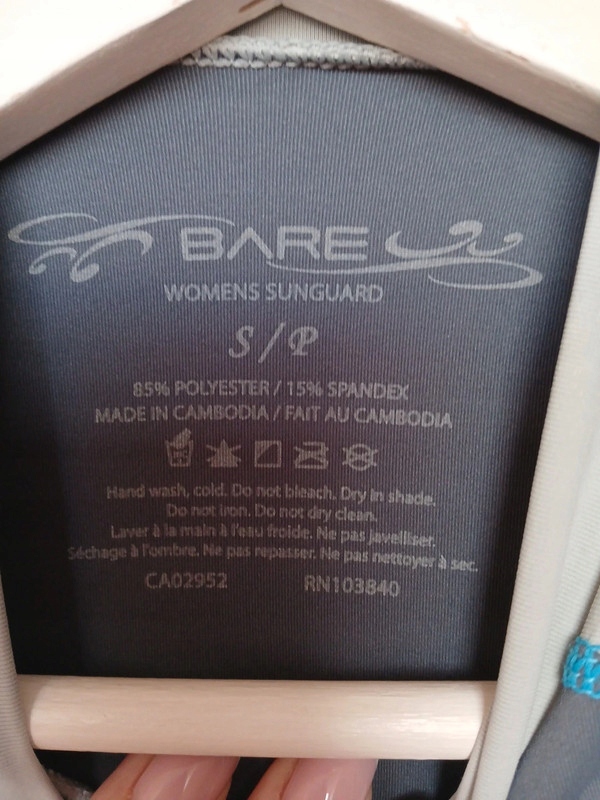 BARE
WOMENS SUNGUARD
S/P
85% POLYESTER / 15% SPANDEX
MADE IN CAMBODIA / FAIT AU CAMBODIA
Hand wash, cold. Do not bleach. Dry in shade.
Do not iron. Do not dry clean.
Laver à la main à l'eau froide. Ne pas javelliser.
Séchage à l'ombre. Ne pas repasser. Ne pas nettoyer à sec.
CA02952 RN103840